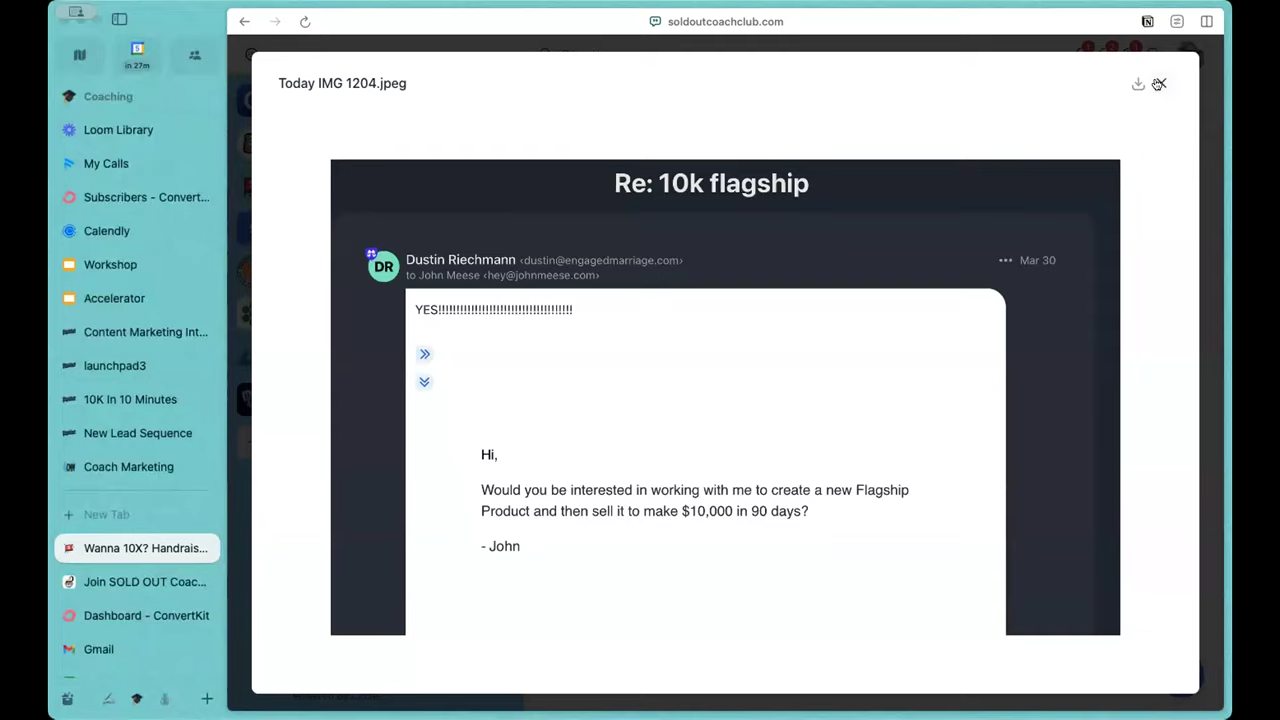 soldoutcoachclub.com
5
in 27m
Coaching
Loom Library
My Calls
Subscribers - Convert...
Calendly
Workshop
Accelerator
Content Marketing Int...
launchpad3
10K In 10 Minutes
New Lead Sequence
Coach Marketing
New Tab
Wanna 10X? Handrais...
Join SOLD OUT Coac...
Dashboard - ConvertKit
Gmail
Today IMG 1204.jpeg
Re: 10k flagship
DR
Dustin Riechmann <dustin@engagedmarriage.com>
Mar 30
to John Meese <hey@johnmeese.com>
YES!!!!!!!!!!!!!!!!!!!!!!!!!!!!!!!!!!!!!
Hi,
Would you be interested in working with me to create a new Flagship
Product and then sell it to make $10,000 in 90 days?
- John